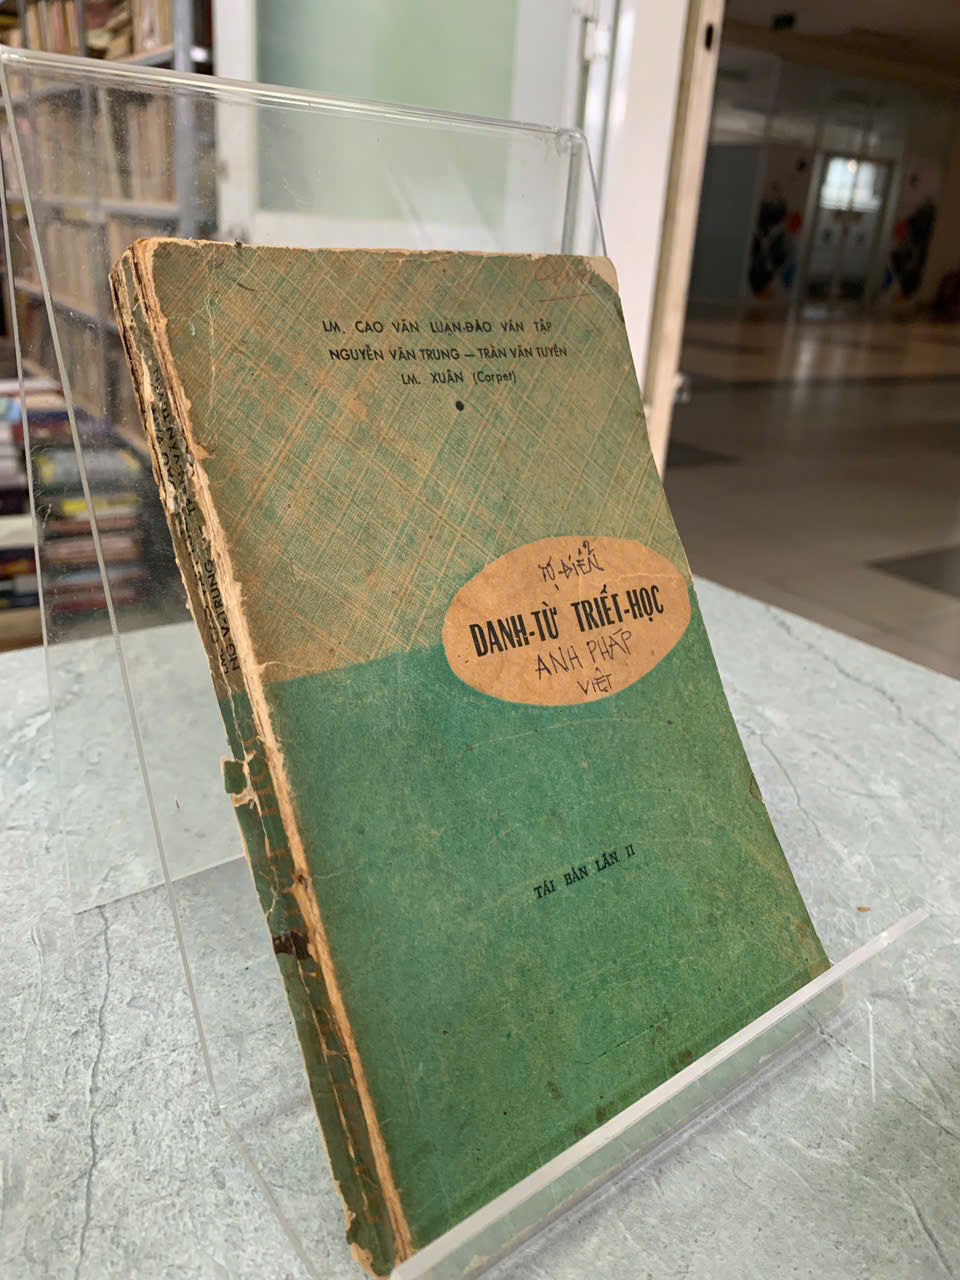 LM. CAO VĂN LUẬN-ĐÀO VĂN TẬP
NGUYỄN VĂN TRUNG — TRẦN VĂN TUYÊN
LM. XUÂN (Corpet)
TỪ ĐIỂN
DANH-TỪ TRIẾT-HỌC
ANH PHÁP
VIỆT
TÁI BẢN LẦN II